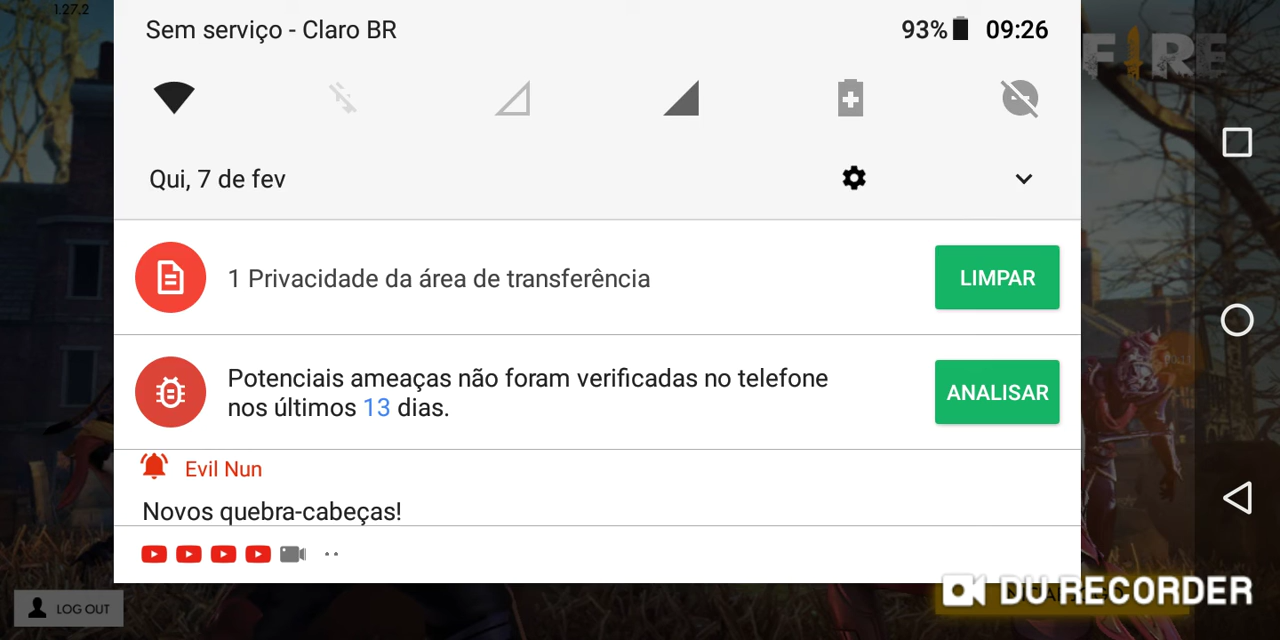 1.27.2
Sem serviço - Claro BR
93%
09:26
FIRE
Qui, 7 de fev
1 Privacidade da área de transferência
LIMPAR
Potenciais ameaças não foram verificadas no telefone
nos últimos 13 dias.
ANALISAR
Evil Nun
Novos quebra-cabeças!
LOG OUT
DU RECORDER